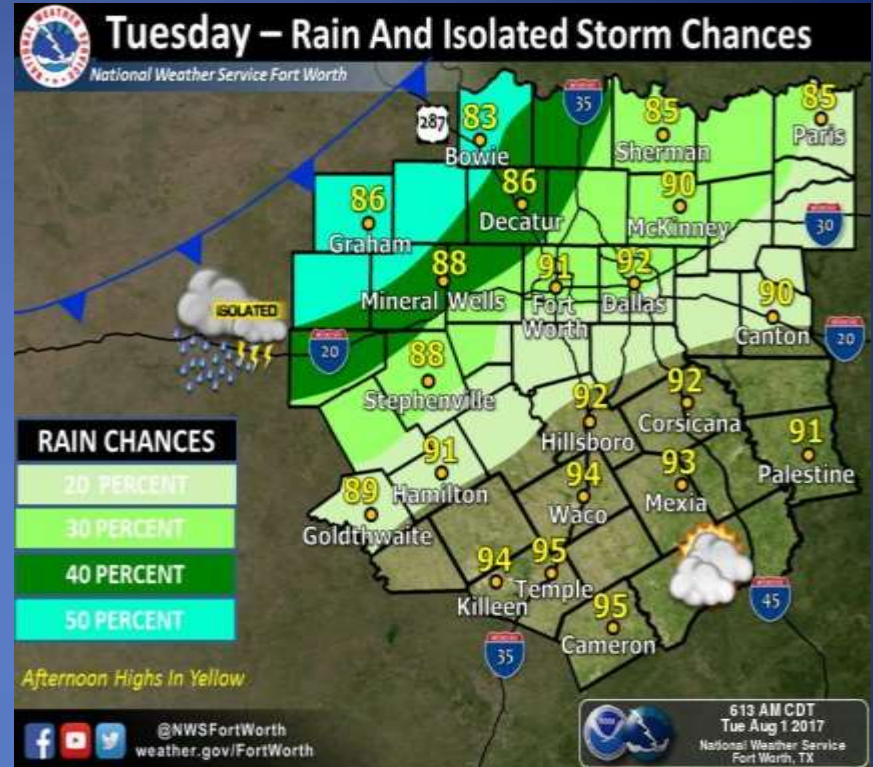 Tuesday – Rain And Isolated Storm Chances
National Weather Service Fort Worth
287
83
Bowie
35
85
Sherman
85
Paris
86
Graham
86
Decatur
90
McKinney
30
88
Mineral Wells
91
Fort
Worth
92
Dallas
90
Canton
ISOLATED
20
20
88
Stephenville
92
Hillsboro
92
Corsicana
91
Palestine
91
Hamilton
89
Goldthwaite
94
Waco
93
Mexia
94
Killeen
95
Temple
95
Cameron
45
35
RAIN CHANCES
20 PERCENT
30 PERCENT
40 PERCENT
50 PERCENT
Afternoon Highs In Yellow
@NWSFortWorth
weather.gov/FortWorth
613 AM CDT
Tue Aug 1 2017
National Weather Service
Fort Worth, TX